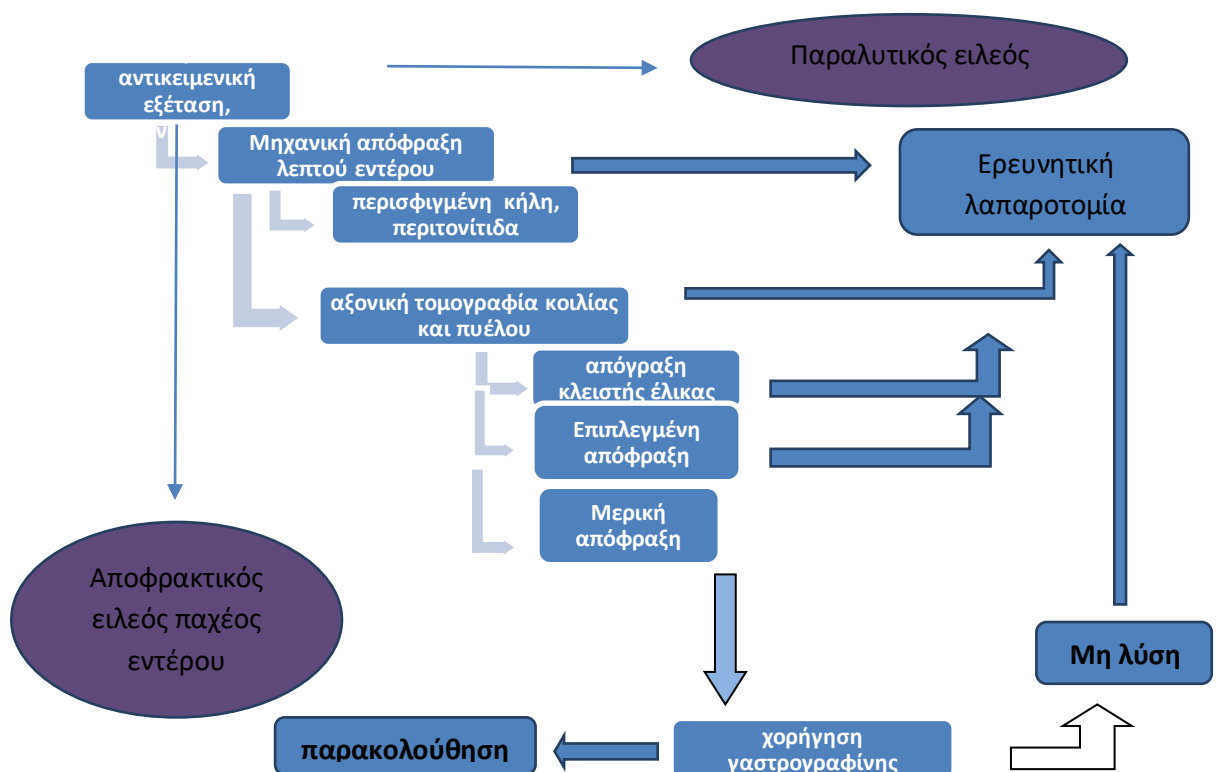 Παραλυτικός ειλεός
αντικειμενική
εξέταση,
Μηχανική απόφραξη
λεπτού εντέρου
Ερευνητική
λαπαροτομία
περισφιγμένη κήλη,
περιτονίτιδα
αξονική τομογραφία κοιλίας
και πυέλου
απόγραξη
κλειστής έλικας
Επιπλεγμένη
απόφραξη
Μερική
απόφραξη
Αποφρακτικός
ειλεός παχέος
εντέρου
Μη λύση
παρακολούθηση
χορήγηση
γαστρογραφίνης